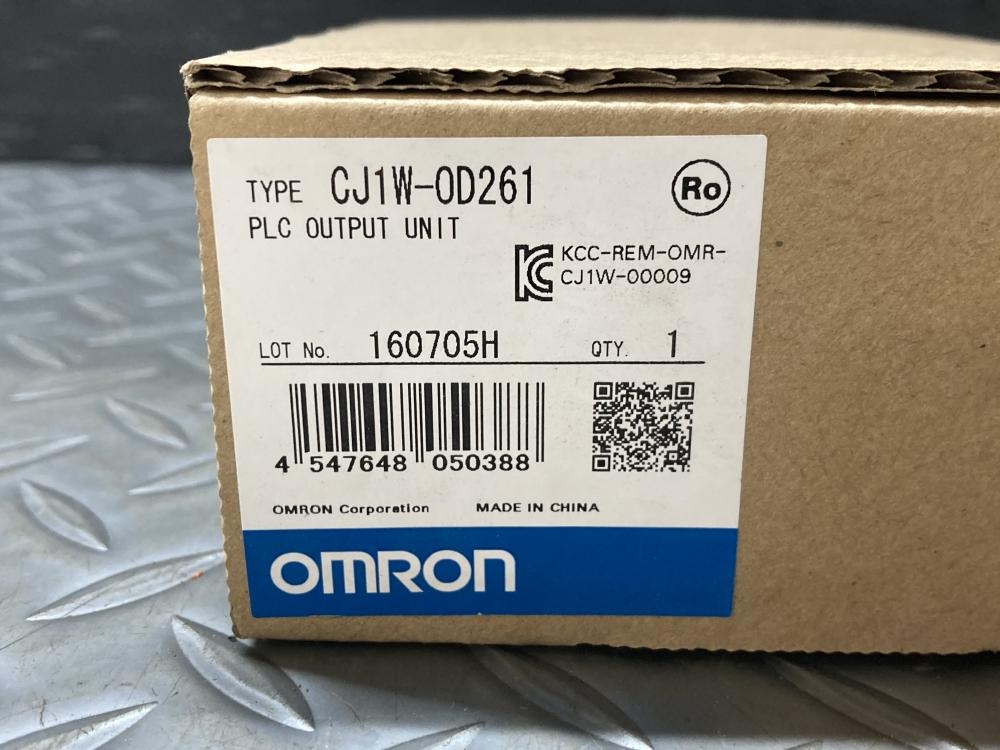 TYPE CJ1W-OD261
Ro
PLC OUTPUT UNIT
KCC-REM-OMR-
CJ1W-00009
LOT No. 160705H QTY. 1
4 547648 050388
OMRON Corporation MADE IN CHINA
OMRON